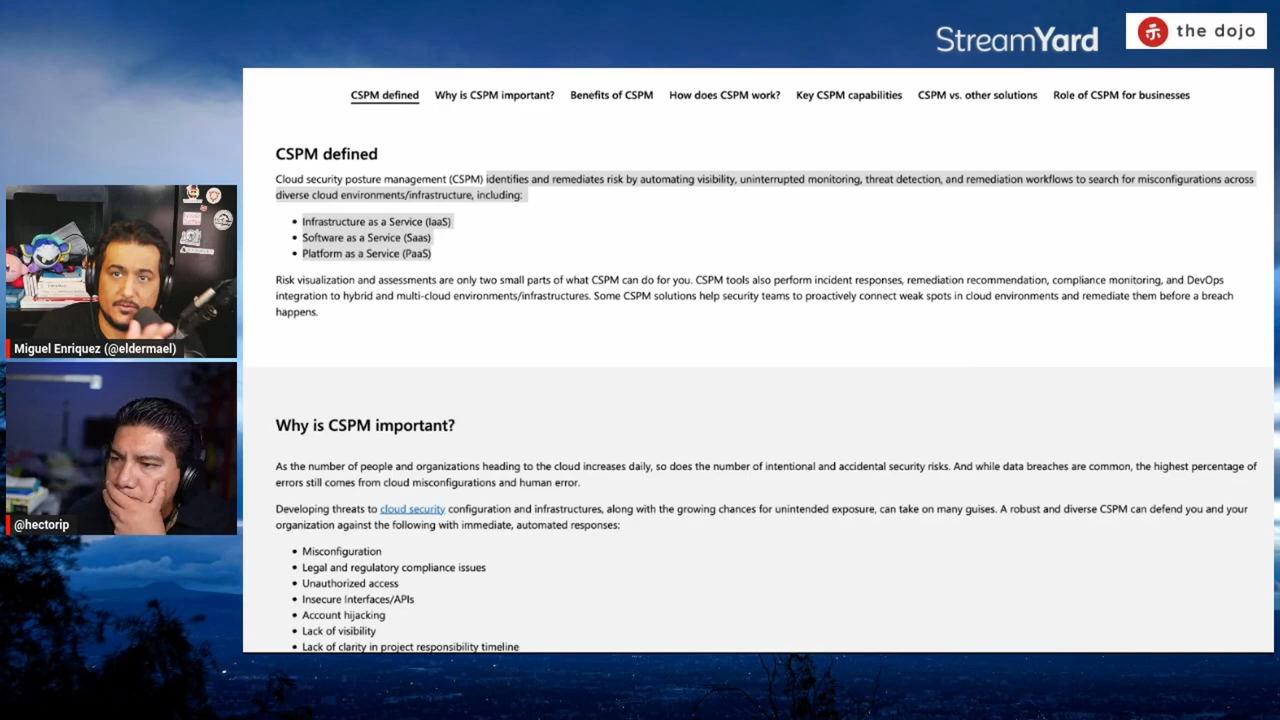 StreamYard
the dojo
CSPM defined Why is CSPM important? Benefits of CSPM How does CSPM work? Key CSPM capabilities CSPM vs. other solutions Role of CSPM for businesses
CSPM defined
Cloud security posture management (CSPM) identifies and remediates risk by automating visibility, uninterrupted monitoring, threat detection, and remediation workflows to search for misconfigurations across
diverse cloud environments/infrastructure, including:
• Infrastructure as a Service (IaaS)
• Software as a Service (Saas)
• Platform as a Service (PaaS)
Risk visualization and assessments are only two small parts of what CSPM can do for you. CSPM tools also perform incident responses, remediation recommendation, compliance monitoring, and DevOps
integration to hybrid and multi-cloud environments/infrastructures. Some CSPM solutions help security teams to proactively connect weak spots in cloud environments and remediate them before a breach
happens.
Why is CSPM important?
As the number of people and organizations heading to the cloud increases daily, so does the number of intentional and accidental security risks. And while data breaches are common, the highest percentage of
errors still comes from cloud misconfigurations and human error.
Developing threats to cloud security configuration and infrastructures, along with the growing chances for unintended exposure, can take on many guises. A robust and diverse CSPM can defend you and your
organization against the following with immediate, automated responses:
• Misconfiguration
• Legal and regulatory compliance issues
• Unauthorized access
• Insecure Interfaces/APIs
• Account hijacking
• Lack of visibility
• Lack of clarity in project responsibility timeline
Miguel Enriquez (@eldermael)
@hectorip